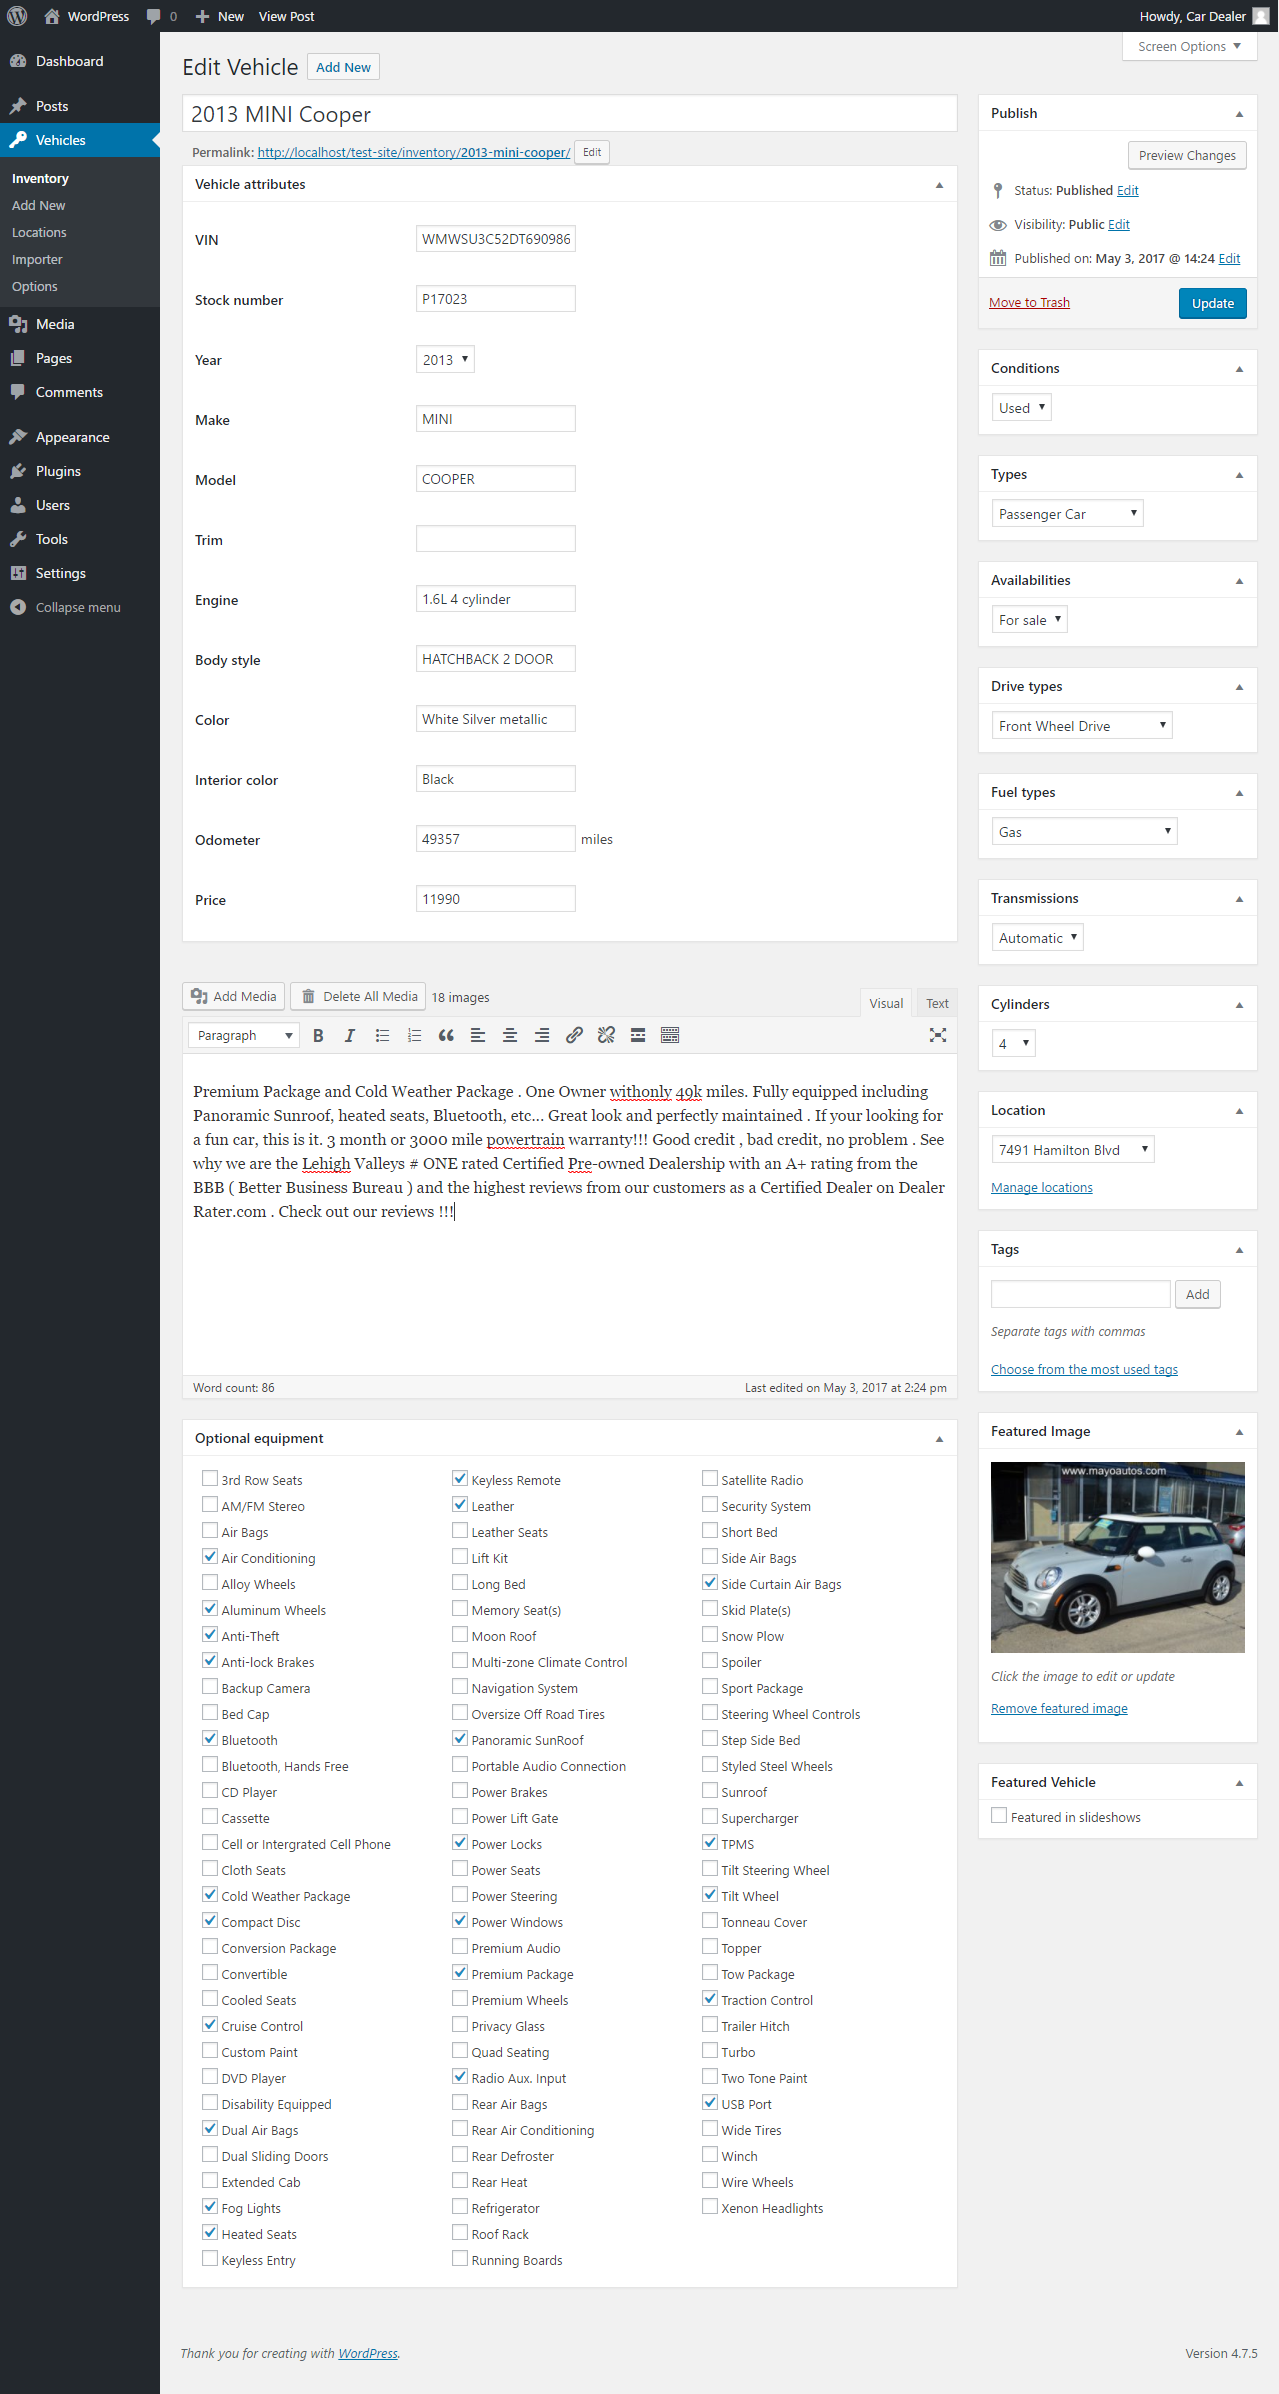 WordPress 0 New View Post Howdy, Car Dealer
Screen Options
Dashboard
Posts
Vehicles
Inventory
Add New
Locations
Importer
Options
Media
Pages
Comments
Appearance
Plugins
Users
Tools
Settings
Collapse menu
Edit Vehicle Add New
2013 MINI Cooper
Permalink: http://localhost/test-site/inventory/2013-mini-cooper/ Edit
Vehicle attributes
VIN WMWSU3C52DT690986
Stock number P17023
Year 2013
Make MINI
Model COOPER
Trim
Engine 1.6L 4 cylinder
Body style HATCHBACK 2 DOOR
Color White Silver metallic
Interior color Black
Odometer 49357 miles
Price 11990
Add Media Delete All Media 18 images Visual Text
Paragraph
Premium Package and Cold Weather Package . One Owner withonly 49k miles. Fully equipped including
Panoramic Sunroof, heated seats, Bluetooth, etc... Great look and perfectly maintained . If your looking for
a fun car, this is it. 3 month or 3000 mile powertrain warranty!!! Good credit , bad credit, no problem . See
why we are the Lehigh Valleys # ONE rated Certified Pre-owned Dealership with an A+ rating from the
BBB ( Better Business Bureau ) and the highest reviews from our customers as a Certified Dealer on Dealer
Rater.com . Check out our reviews !!!
Word count: 86 Last edited on May 3, 2017 at 2:24 pm
Optional equipment
3rd Row Seats
AM/FM Stereo
Air Bags
Air Conditioning
Alloy Wheels
Aluminum Wheels
Anti-Theft
Anti-lock Brakes
Backup Camera
Bed Cap
Bluetooth
Bluetooth, Hands Free
CD Player
Cassette
Cell or Intergrated Cell Phone
Cloth Seats
Cold Weather Package
Compact Disc
Conversion Package
Convertible
Cooled Seats
Cruise Control
Custom Paint
DVD Player
Disability Equipped
Dual Air Bags
Dual Sliding Doors
Extended Cab
Fog Lights
Heated Seats
Keyless Entry
Keyless Remote
Leather
Leather Seats
Lift Kit
Long Bed
Memory Seat(s)
Moon Roof
Multi-zone Climate Control
Navigation System
Oversize Off Road Tires
Panoramic SunRoof
Portable Audio Connection
Power Brakes
Power Lift Gate
Power Locks
Power Seats
Power Steering
Power Windows
Premium Audio
Premium Package
Premium Wheels
Privacy Glass
Quad Seating
Radio Aux. Input
Rear Air Bags
Rear Air Conditioning
Rear Defroster
Rear Heat
Refrigerator
Roof Rack
Running Boards
Satellite Radio
Security System
Short Bed
Side Air Bags
Side Curtain Air Bags
Skid Plate(s)
Snow Plow
Spoiler
Sport Package
Steering Wheel Controls
Step Side Bed
Styled Steel Wheels
Sunroof
Supercharger
TPMS
Tilt Steering Wheel
Tilt Wheel
Tonneau Cover
Topper
Tow Package
Traction Control
Trailer Hitch
Turbo
Two Tone Paint
USB Port
Wide Tires
Winch
Wire Wheels
Xenon Headlights
Publish
Preview Changes
Status: Published Edit
Visibility: Public Edit
Published on: May 3, 2017 @ 14:24 Edit
Move to Trash Update
Conditions
Used
Types
Passenger Car
Availabilities
For sale
Drive types
Front Wheel Drive
Fuel types
Gas
Transmissions
Automatic
Cylinders
4
Location
7491 Hamilton Blvd
Manage locations
Tags
Add
Separate tags with commas
Choose from the most used tags
Featured Image
www.mayoautos.com
Click the image to edit or update
Remove featured image
Featured Vehicle
Featured in slideshows
Thank you for creating with WordPress. Version 4.7.5